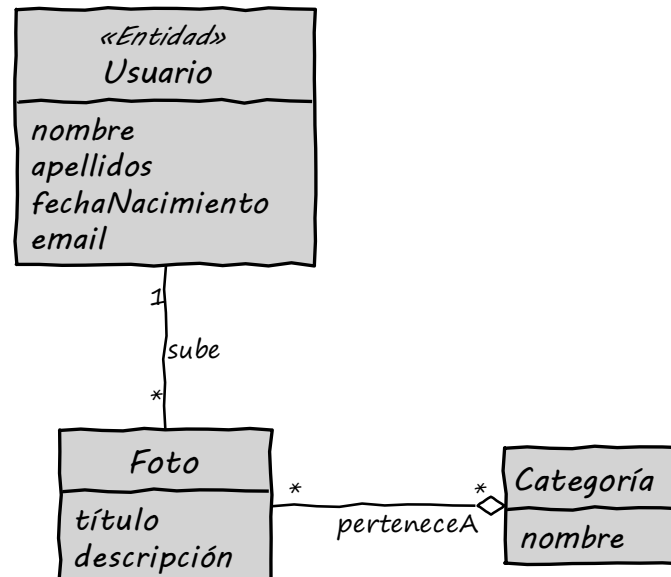 «Entidad»
Usuario
nombre
apellidos
fechaNacimiento
email
1
sube
*
Foto
título
descripción
*
*
perteneceA
Categoría
nombre